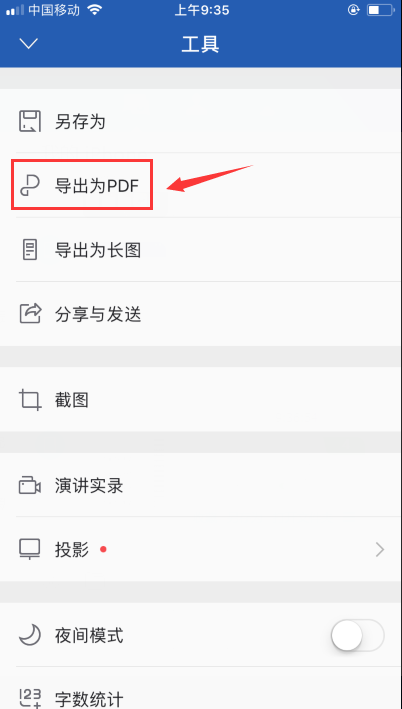 中国移动 上午9:35
工具
另存为
导出为PDF
导出为长图
分享与发送
截图
演讲实录
投影
夜间模式
123 字数统计